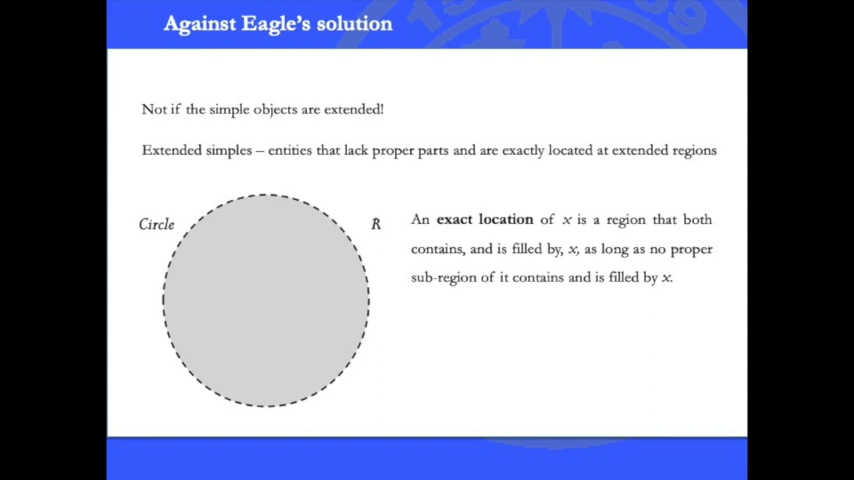 Against Eagle's solution
Not if the simple objects are extended!
Extended simples – entities that lack proper parts and are exactly located at extended regions
Circle
R
An exact location of x is a region that both
contains, and is filled by, x, as long as no proper
sub-region of it contains and is filled by x.